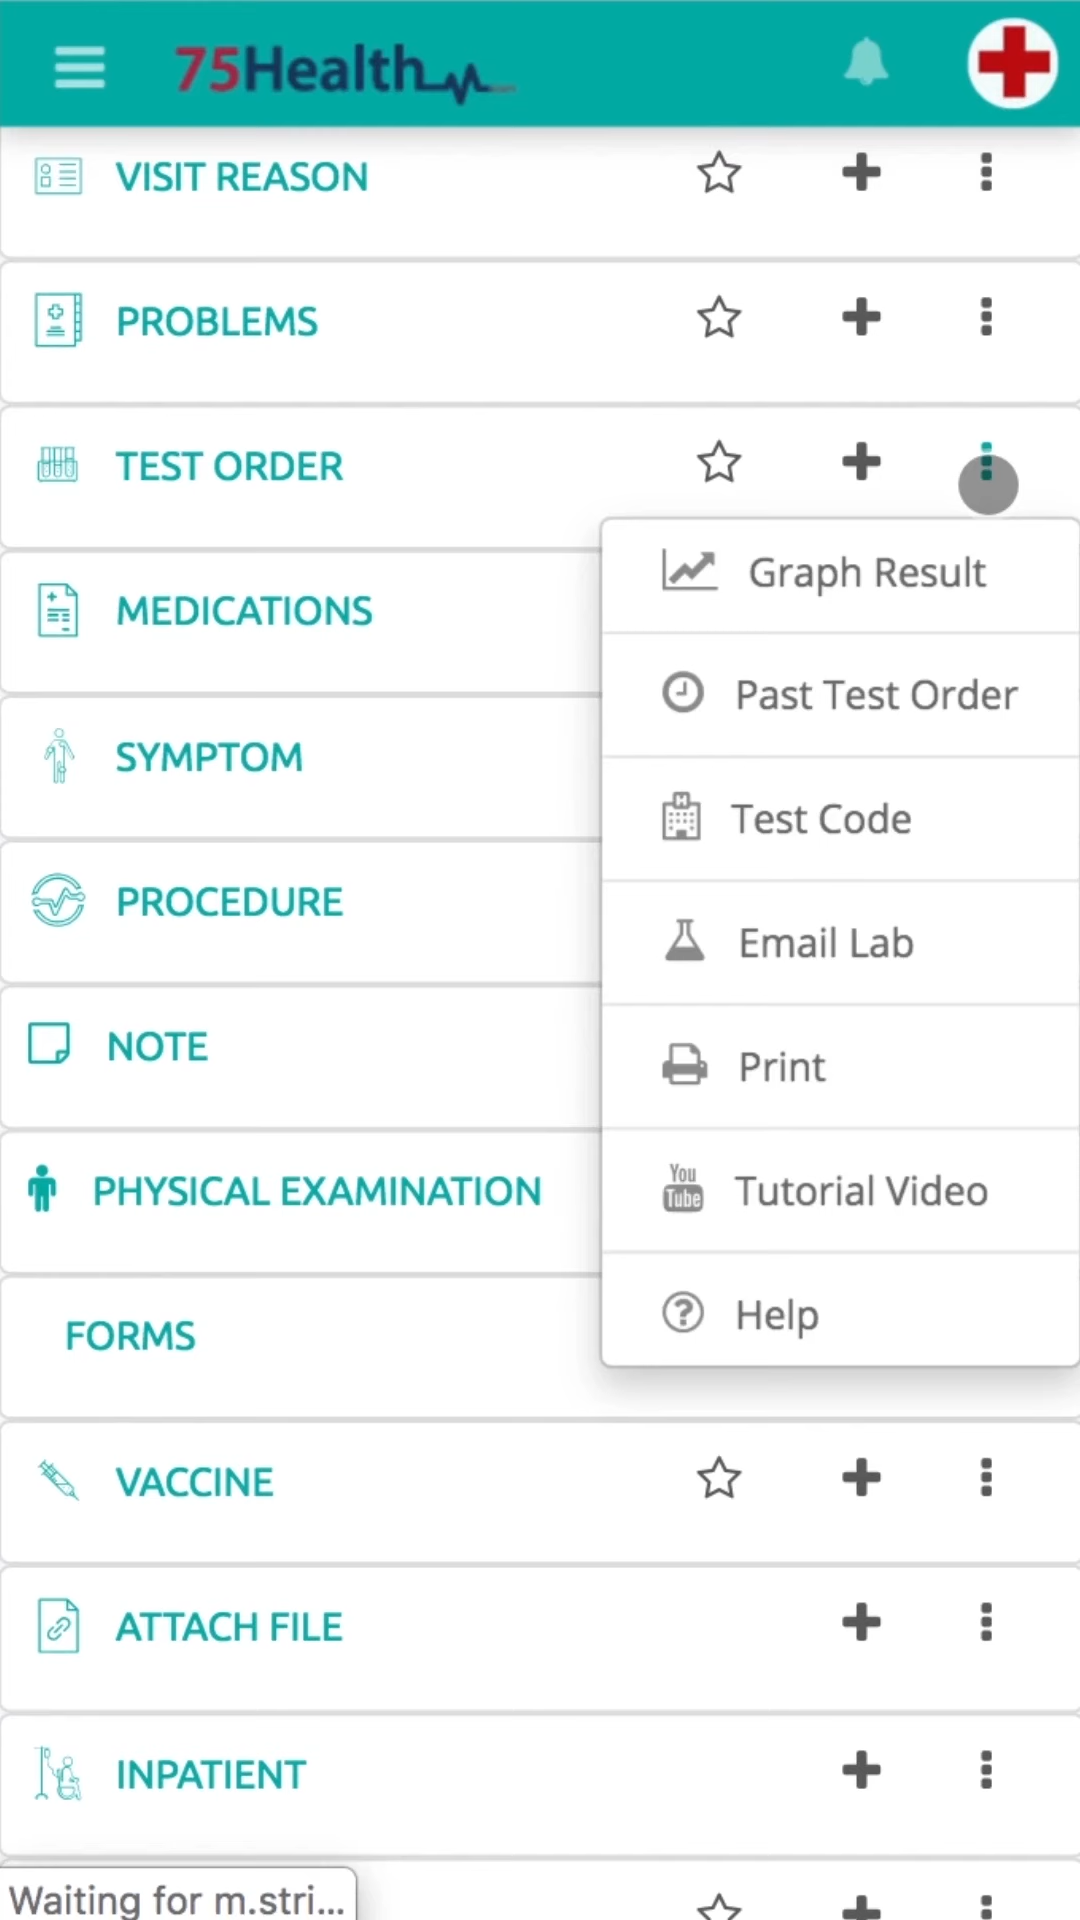 75Health
VISIT REASON
PROBLEMS
TEST ORDER
Graph Result
MEDICATIONS
Past Test Order
SYMPTOM
Test Code
PROCEDURE
Email Lab
NOTE
Print
PHYSICAL EXAMINATION
You
Tube
Tutorial Video
FORMS
Help
VACCINE
ATTACH FILE
INPATIENT
Waiting for m.stri...